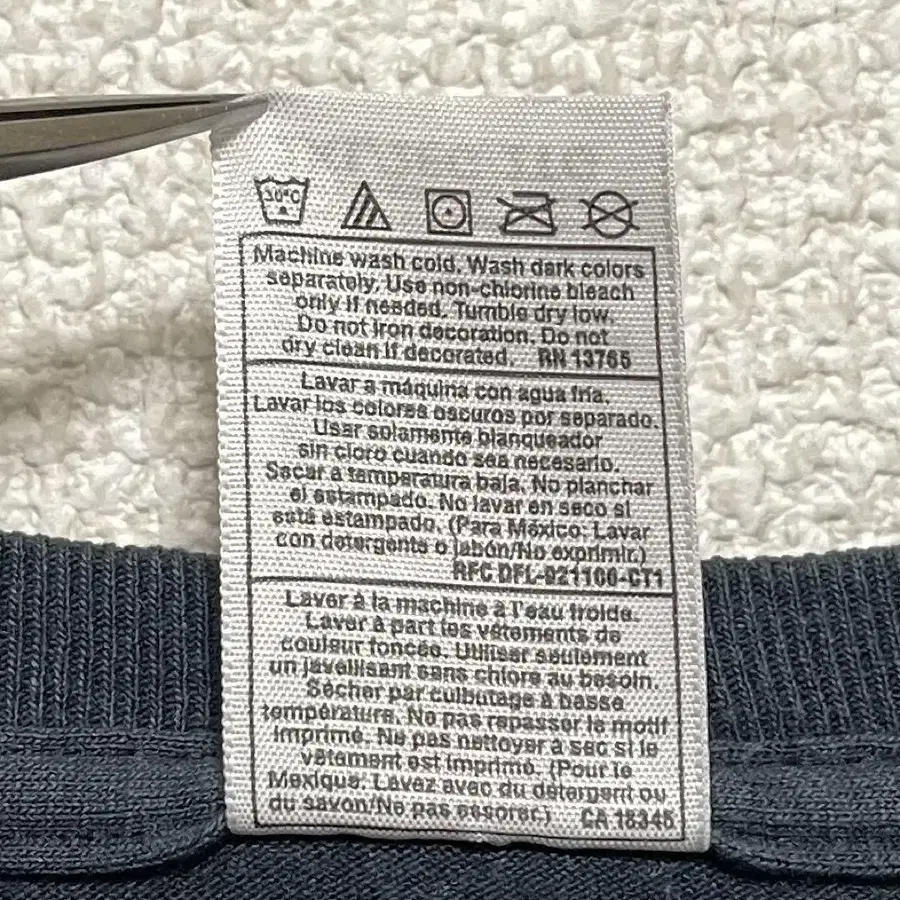 30°C
Machine wash cold. Wash dark colors
separately. Use non-chlorine bleach
only if needed. Tumble dry low.
Do not iron decoration. Do not
dry clean if decorated. RN 13765
Lavar a máquina con agua fría.
Lavar los colores oscuros por separado.
Usar solamente blanqueador
sin cloro cuando sea necesario.
Secar a temperatura baja. No planchar
el estampado. No lavar en seco si
está estampado. (Para México: Lavar
con detergente o jabón/No exprimir.)
RFC DFL-921106-CT1
Laver à la machine à l'eau froide.
Laver à part les vêtements de
couleur foncée. Utiliser seulement
un javellisant sans chlore au besoin.
Sécher par culbutage à basse
température. Ne pas repasser le motif
imprimé. Ne pas nettoyer à sec si le
vêtement est imprimé. (Pour le
Mexique: Lavez avec du détergent ou
du savon/Ne pas essorer.) CA 18345